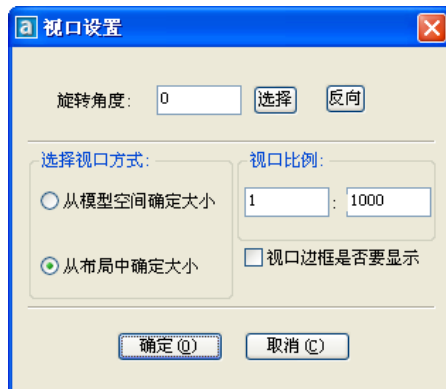 a 视口设置
旋转角度: 0 选择 反向
选择视口方式: 视口比例:
从模型空间确定大小 1 : 1000
从布局中确定大小 视口边框是否要显示
确定(O) 取消(C)